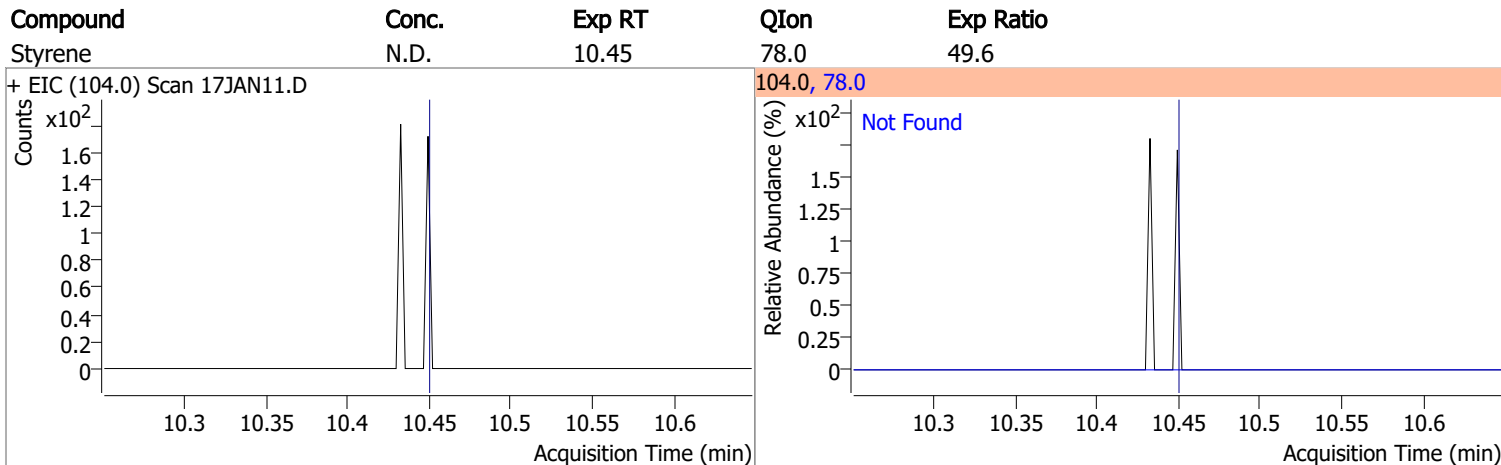 Compound Conc. Exp RT QIon Exp Ratio
Styrene N.D. 10.45 78.0 49.6
+ EIC (104.0) Scan 17JAN11.D
Counts
x10²
1.6
1.4
1.2
1
0.8
0.6
0.4
0.2
0
10.3 10.35 10.4 10.45 10.5 10.55 10.6
Acquisition Time (min)
104.0, 78.0
Relative Abundance (%)
x10²
Not Found
1.5
1.25
1
0.75
0.5
0.25
0
10.3 10.35 10.4 10.45 10.5 10.55 10.6
Acquisition Time (min)